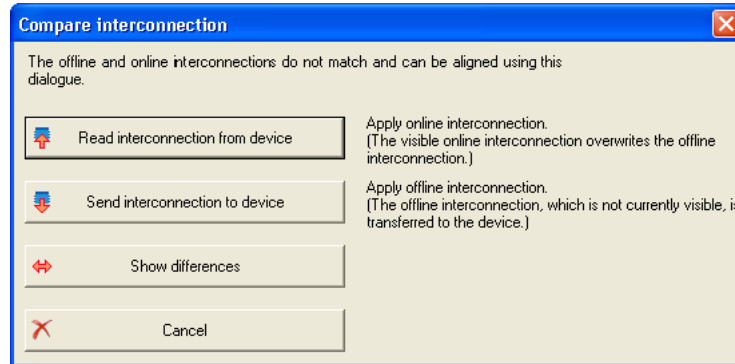 Compare interconnection
The offline and online interconnections do not match and can be aligned using this
dialogue.
Read interconnection from device
Apply online interconnection.
(The visible online interconnection overwrites the offline
interconnection.)
Send interconnection to device
Apply offline interconnection.
(The offline interconnection, which is not currently visible, i
transferred to the device.)
Show differences
Cancel